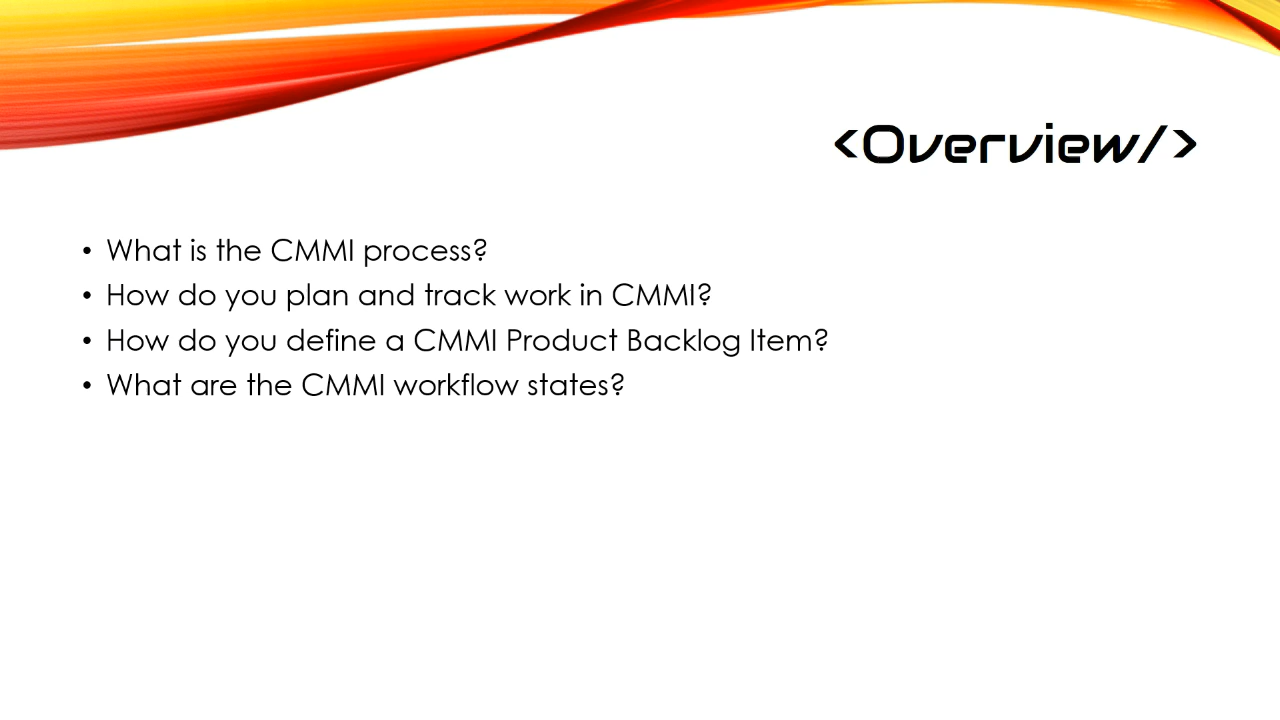 <Overview/>
• What is the CMMI process?
• How do you plan and track work in CMMI?
• How do you define a CMMI Product Backlog Item?
• What are the CMMI workflow states?